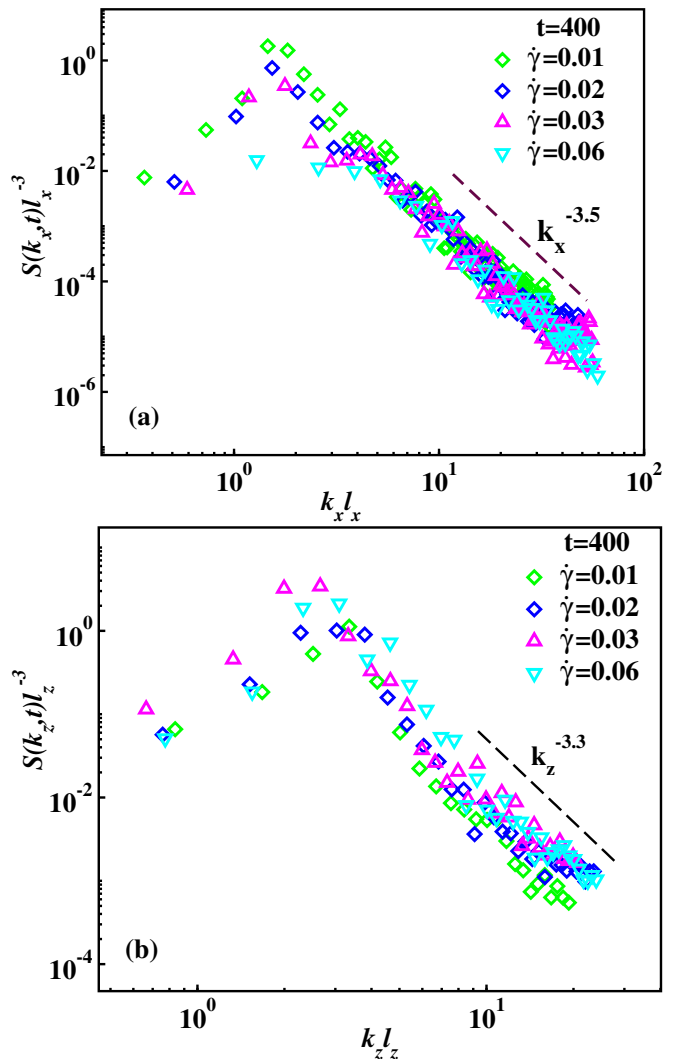 t=400
γ̇=0.01
γ̇=0.02
γ̇=0.03
γ̇=0.06
10^0
10^-2
10^-4
10^-6
S(k_x,t)l_x^-3
k_x^-3.5
(a)
10^0 10^1 10^2
k_x l_x
t=400
γ̇=0.01
γ̇=0.02
γ̇=0.03
γ̇=0.06
10^0
10^-2
10^-4
S(k_z,t)l_z^-3
k_z^-3.3
(b)
10^0 10^1
k_z l_z